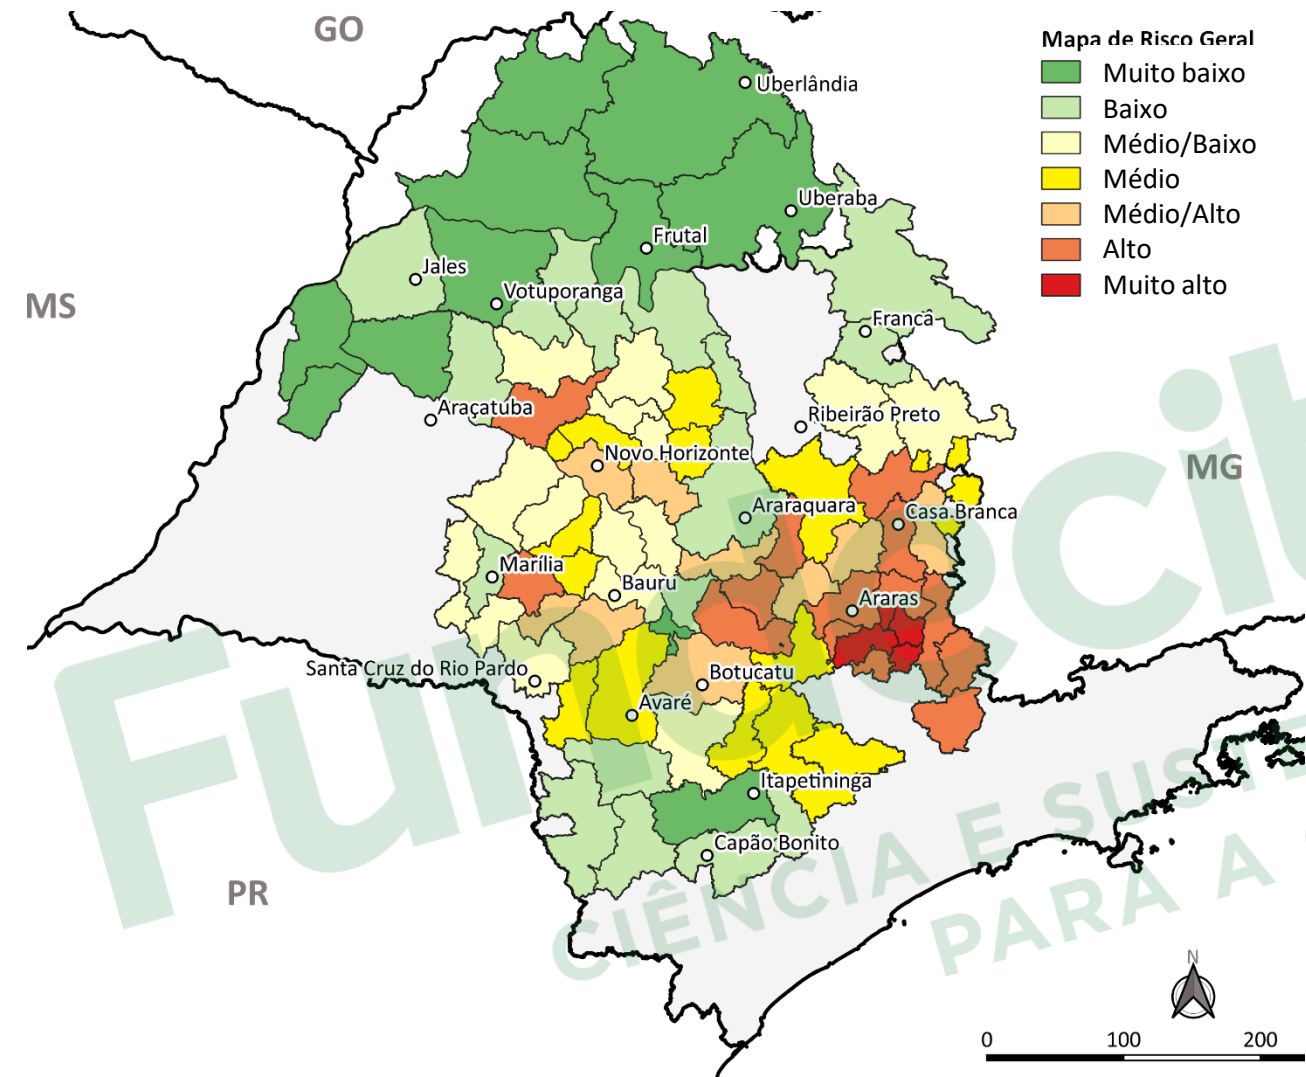 GO
Mapa de Risco Geral
Muito baixo
Baixo
Médio/Baixo
Médio
Médio/Alto
Alto
Muito alto
Uberlândia
Uberaba
Frutal
Jales
Votuporanga
MS
Franca
Araçatuba
Ribeirão Preto
Novo Horizonte
MG
Araraquara
Casa Branca
Marília
Bauru
Araras
Santa Cruz do Rio Pardo
Botucatu
Avaré
Itapetininga
Capão Bonito
PR
Fundecit
CIÊNCIA E SUSTE
PARA A
N
0 100 200